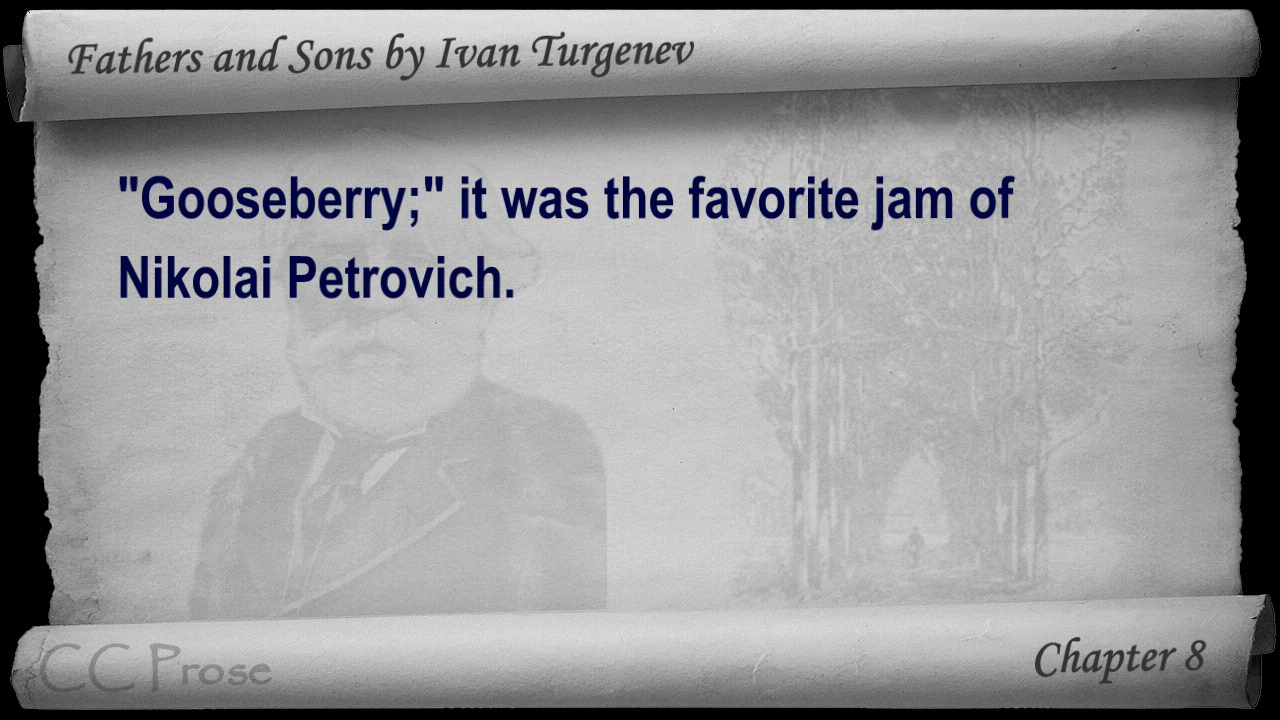 Fathers and Sons by Ivan Turgenev
"Gooseberry;" it was the favorite jam of
Nikolai Petrovich.
CC Prose
Chapter 8